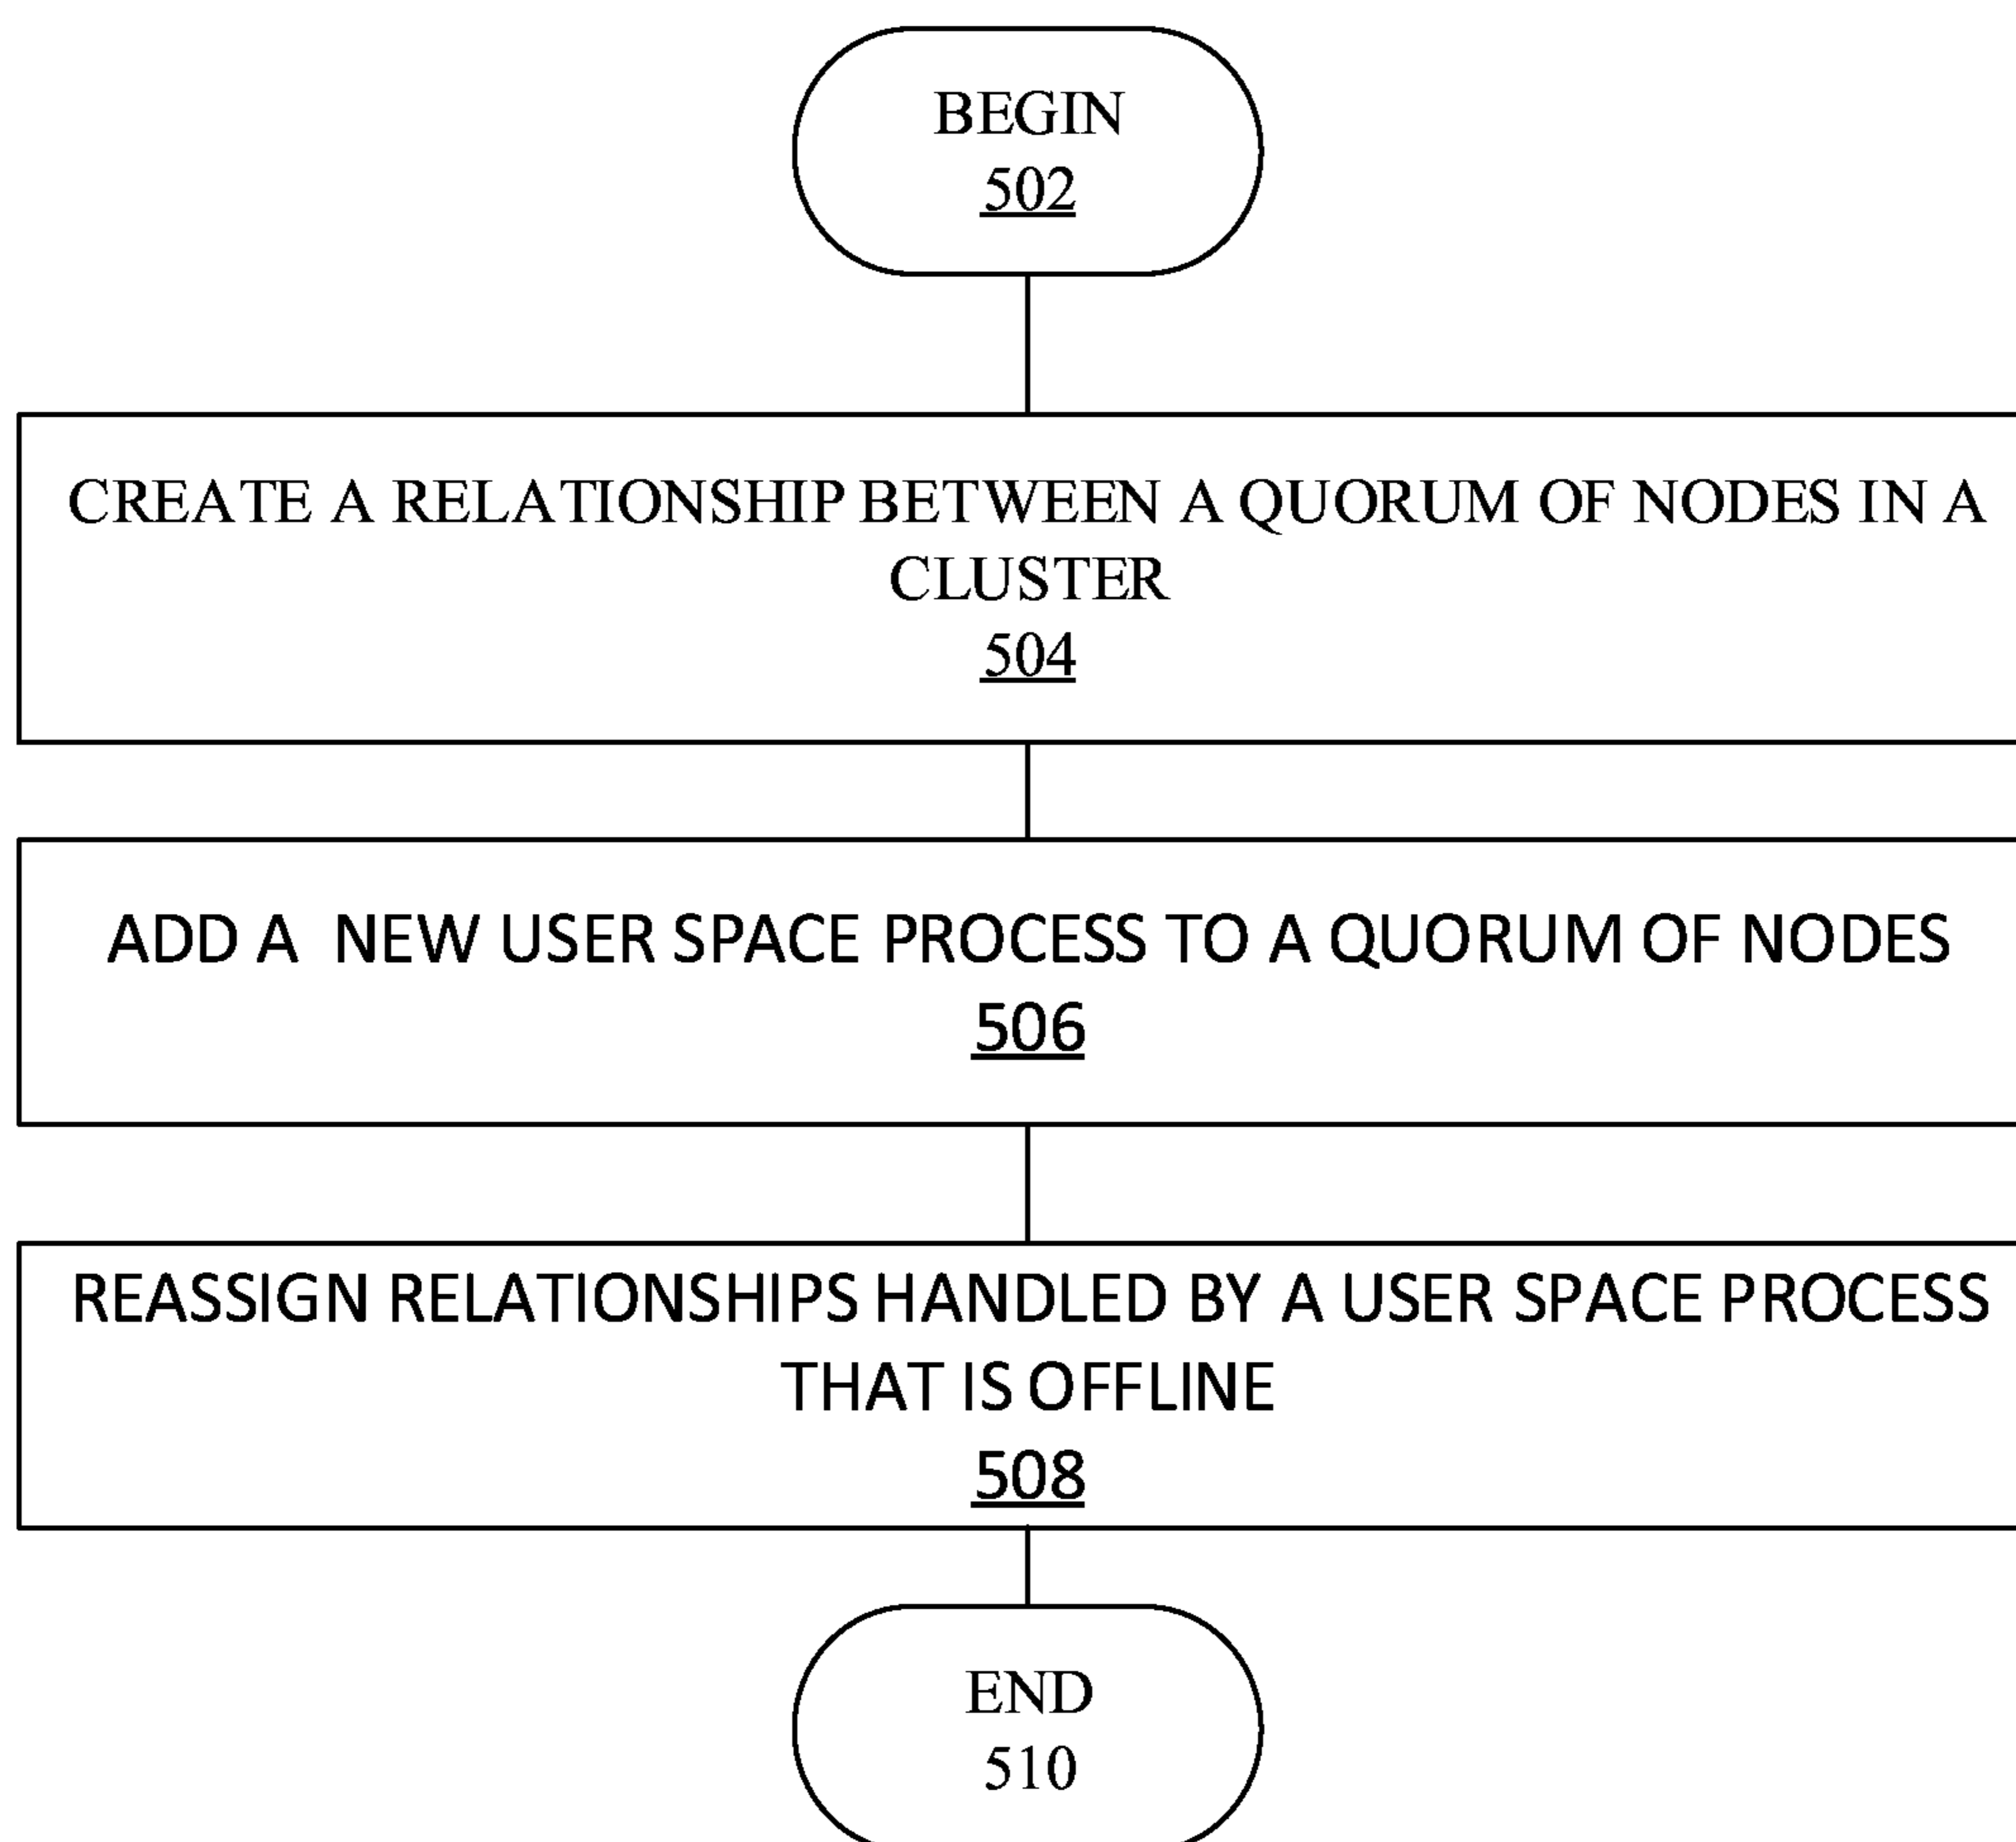 BEGIN
502
CREATE A RELATIONSHIP BETWEEN A QUORUM OF NODES IN A
CLUSTER
504
ADD A NEW USER SPACE PROCESS TO A QUORUM OF NODES
506
REASSIGN RELATIONSHIPS HANDLED BY A USER SPACE PROCESS
THAT IS OFFLINE
508
END
510